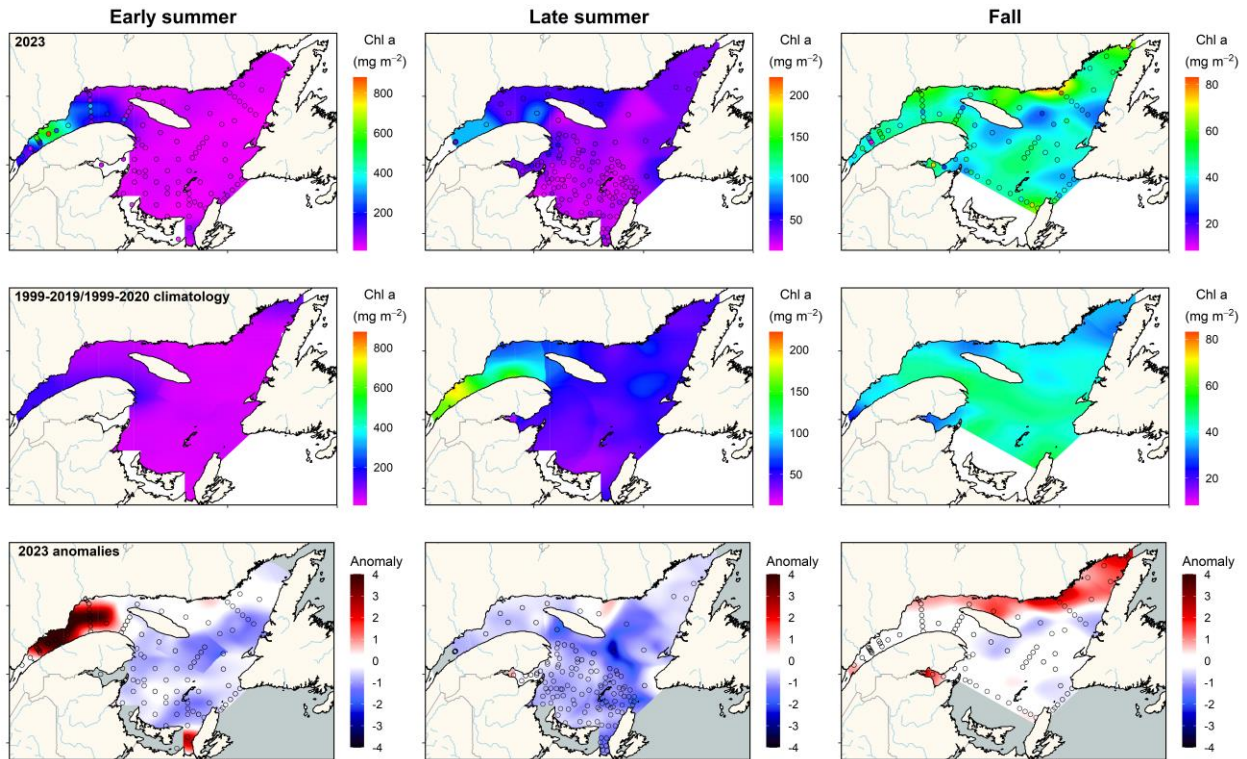 Early summer
Late summer
Fall
2023
Chl a
(mg m⁻²)
800
600
400
200
Chl a
(mg m⁻²)
200
150
100
50
Chl a
(mg m⁻²)
80
60
40
20
1999-2019/1999-2020 climatology
Chl a
(mg m⁻²)
800
600
400
200
Chl a
(mg m⁻²)
200
150
100
50
Chl a
(mg m⁻²)
80
60
40
20
2023 anomalies
Anomaly
4
3
2
1
0
-1
-2
-3
-4
Anomaly
4
3
2
1
0
-1
-2
-3
-4
Anomaly
4
3
2
1
0
-1
-2
-3
-4